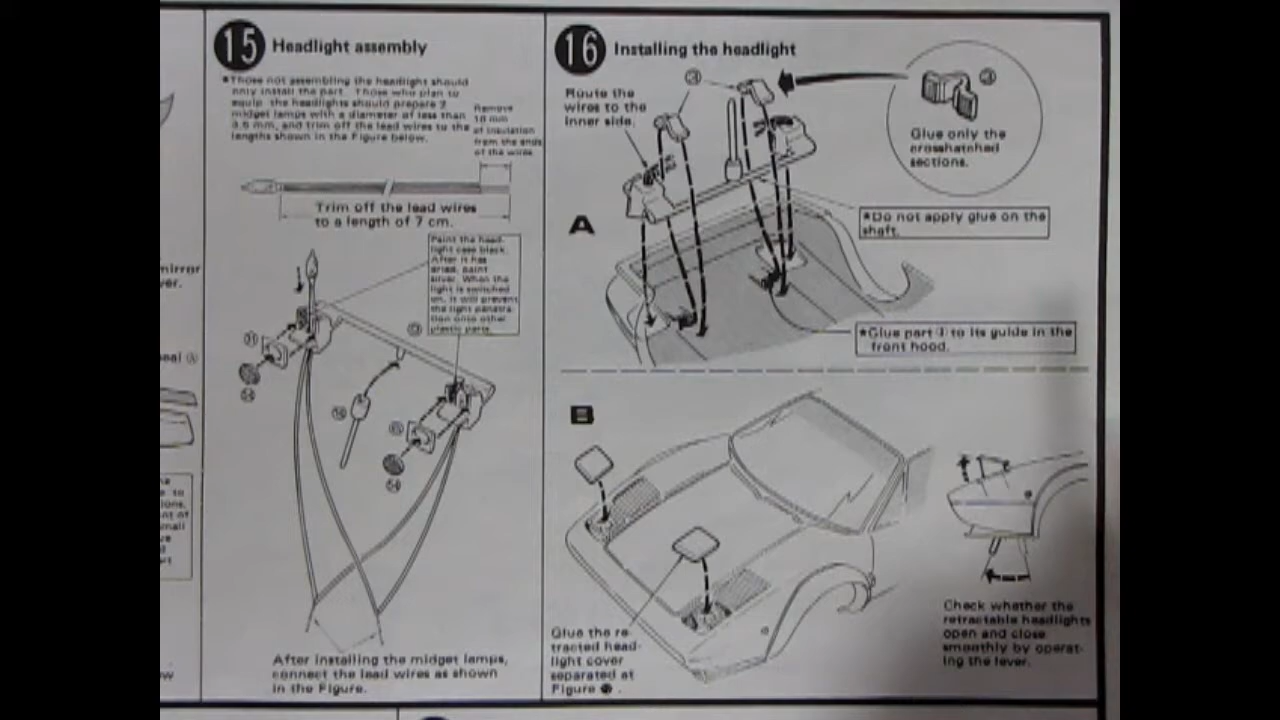 15 Headlight assembly
*Those not assembling the headlight should
only install the part. Those who plan to
equip the headlights should prepare 2
midget lamps with a diameter of less than
3.5 mm, and trim off the lead wires to the
lengths shown in the Figure below.
Remove
10 mm
of insulation
from the ends
of the wires
Trim off the lead wires
to a length of 7 cm.
Paint the head-
light case black.
After it has
dried, paint
silver. When the
light is switched
on, it will prevent
the light penetra-
tion onto other
plastic parts.
After installing the midget lamps,
connect the lead wires as shown
in the Figure.
16 Installing the headlight
Route the
wires to the
inner side.
③
③
Glue only the
crosshatched
sections.
A
*Do not apply glue on the
shaft.
*Glue part ③ to its guide in the
front hood.
B
Glue the re-
tracted head-
light cover
separated at
Figure
Check whether the
retractable headlights
open and close
smoothly by operat-
ing the lever.
mirror